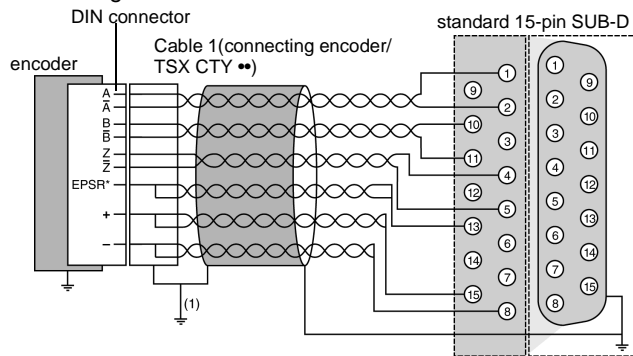 DIN connector
standard 15-pin SUB-D
Cable 1(connecting encoder/
TSX CTY ••)
encoder
A
A̅
B
B̅
Z
Z̅
EPSR*
+
−
(1)
1
9
2
10
3
11
4
12
5
13
6
14
7
15
8
1
9
2
10
3
11
4
12
5
13
6
14
7
15
8